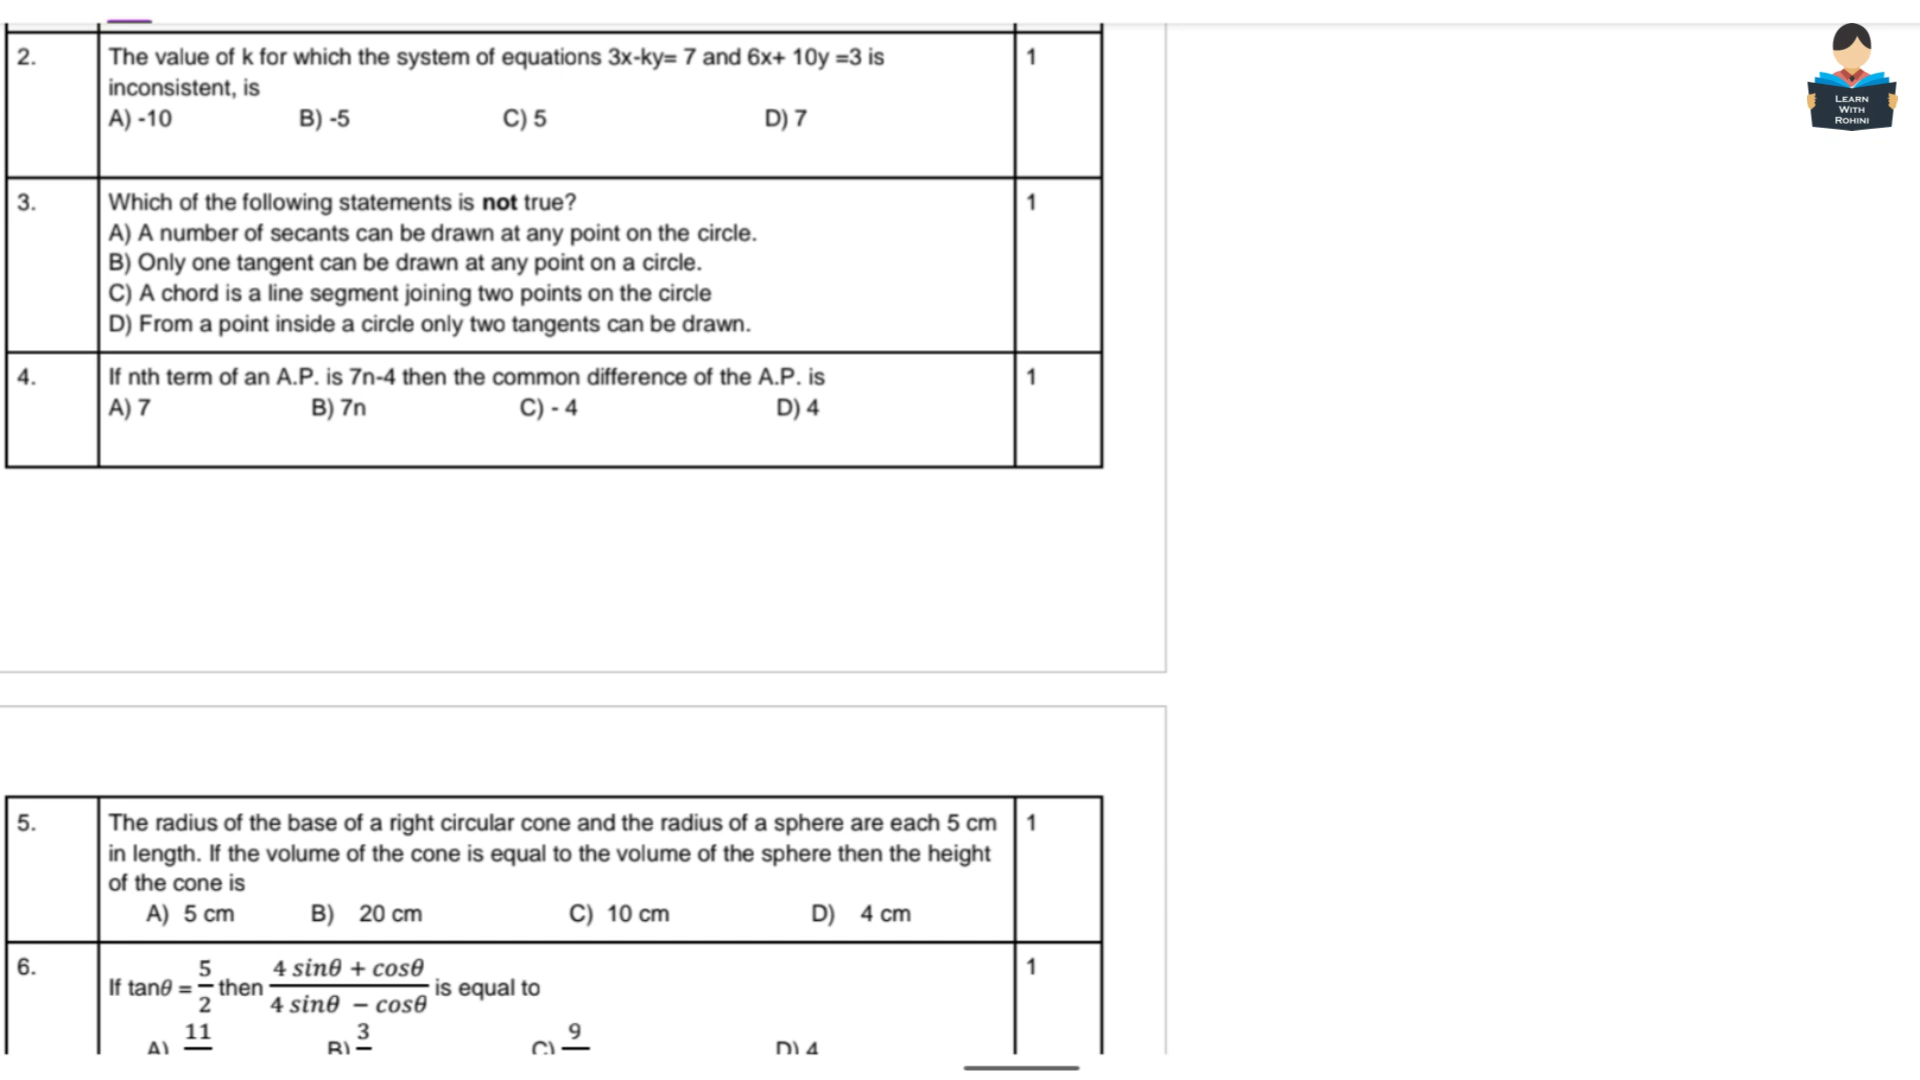 2. The value of k for which the system of equations 3x-ky= 7 and 6x+ 10y =3 is 1
inconsistent, is
A) -10 B) -5 C) 5 D) 7
3. Which of the following statements is not true? 1
A) A number of secants can be drawn at any point on the circle.
B) Only one tangent can be drawn at any point on a circle.
C) A chord is a line segment joining two points on the circle
D) From a point inside a circle only two tangents can be drawn.
4. If nth term of an A.P. is 7n-4 then the common difference of the A.P. is 1
A) 7 B) 7n C) - 4 D) 4
5. The radius of the base of a right circular cone and the radius of a sphere are each 5 cm 1
in length. If the volume of the cone is equal to the volume of the sphere then the height
of the cone is
A) 5 cm B) 20 cm C) 10 cm D) 4 cm
6. If tanθ = 5/2 then (4 sinθ + cosθ)/(4 sinθ − cosθ) is equal to 1
A) 11 B) 3 C) 9 D) 4
LEARN
WITH
ROHINI